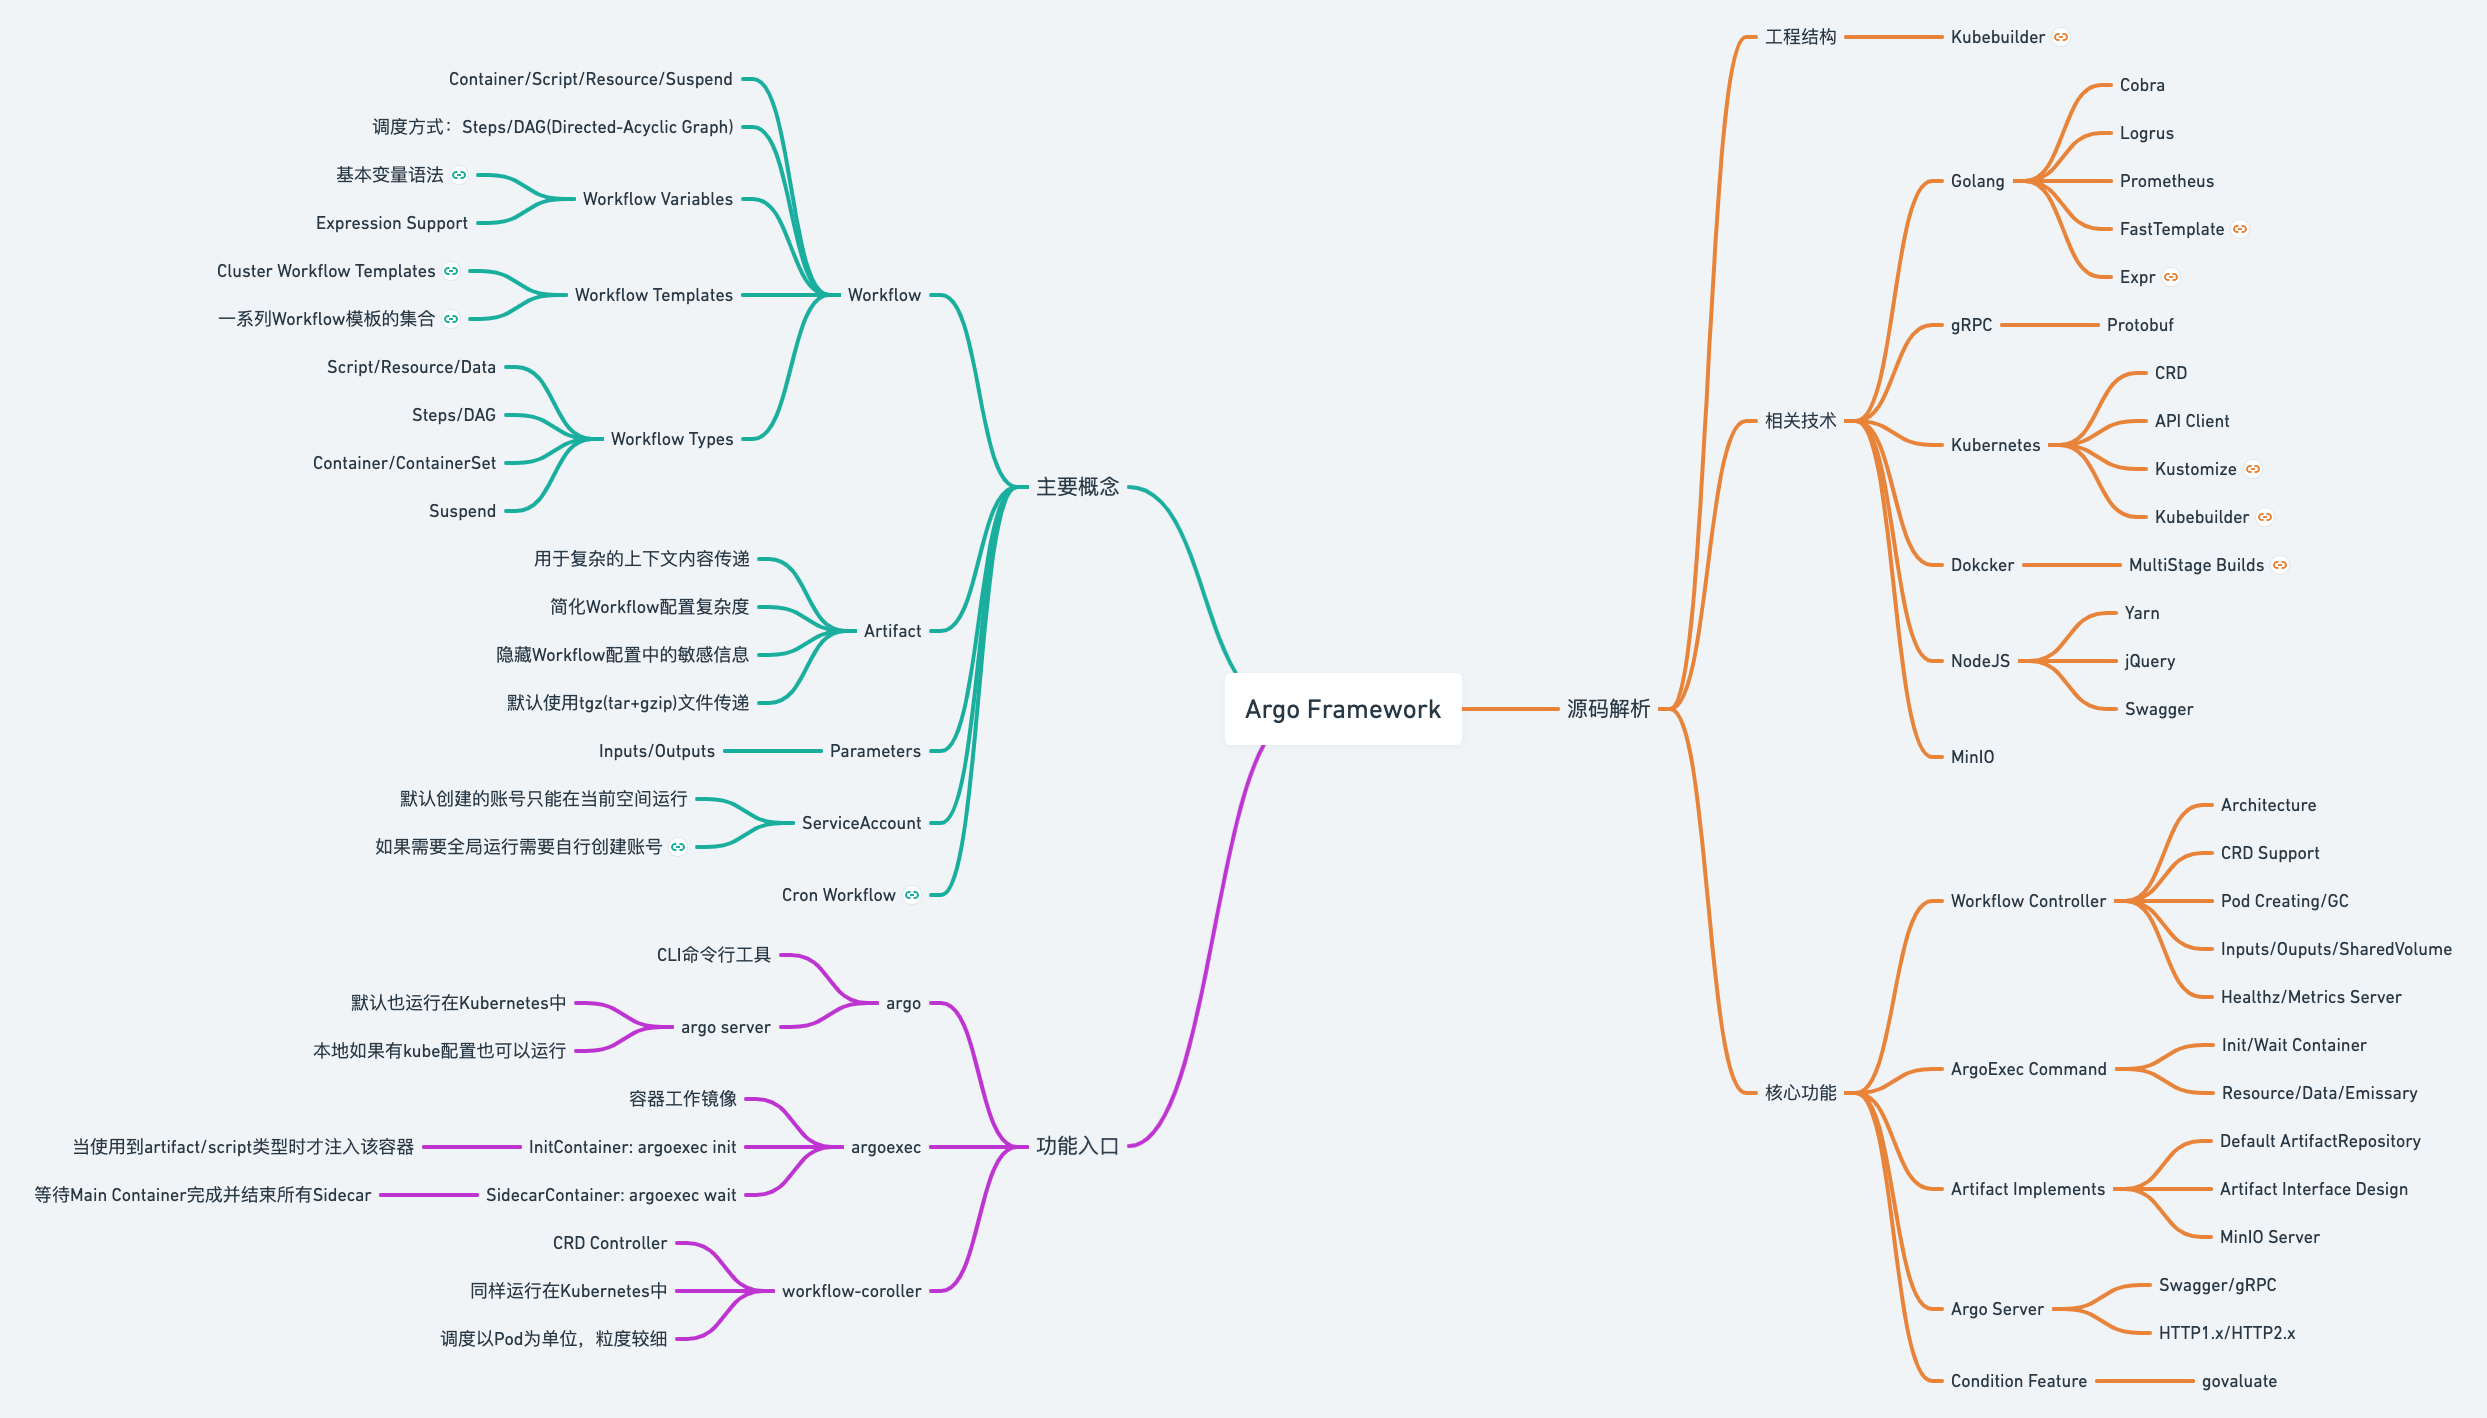 Argo Framework
主要概念
Workflow
Container/Script/Resource/Suspend
调度方式：Steps/DAG(Directed-Acyclic Graph)
Workflow Variables
基本变量语法
Expression Support
Workflow Templates
Cluster Workflow Templates
一系列Workflow模板的集合
Workflow Types
Script/Resource/Data
Steps/DAG
Container/ContainerSet
Suspend
Artifact
用于复杂的上下文内容传递
简化Workflow配置复杂度
隐藏Workflow配置中的敏感信息
默认使用tgz(tar+gzip)文件传递
Parameters
Inputs/Outputs
ServiceAccount
默认创建的账号只能在当前空间运行
如果需要全局运行需要自行创建账号
Cron Workflow
功能入口
argo
CLI命令行工具
argo server
默认也运行在Kubernetes中
本地如果有kube配置也可以运行
argoexec
容器工作镜像
InitContainer: argoexec init
当使用到artifact/script类型时才注入该容器
SidecarContainer: argoexec wait
等待Main Container完成并结束所有Sidecar
workflow-coroller
CRD Controller
同样运行在Kubernetes中
调度以Pod为单位，粒度较细
源码解析
工程结构
Kubebuilder
相关技术
Golang
Cobra
Logrus
Prometheus
FastTemplate
Expr
gRPC
Protobuf
Kubernetes
CRD
API Client
Kustomize
Kubebuilder
Dokcker
MultiStage Builds
NodeJS
Yarn
jQuery
Swagger
MinIO
核心功能
Workflow Controller
Architecture
CRD Support
Pod Creating/GC
Inputs/Ouputs/SharedVolume
Healthz/Metrics Server
ArgoExec Command
Init/Wait Container
Resource/Data/Emissary
Artifact Implements
Default ArtifactRepository
Artifact Interface Design
MinIO Server
Argo Server
Swagger/gRPC
HTTP1.x/HTTP2.x
Condition Feature
govaluate